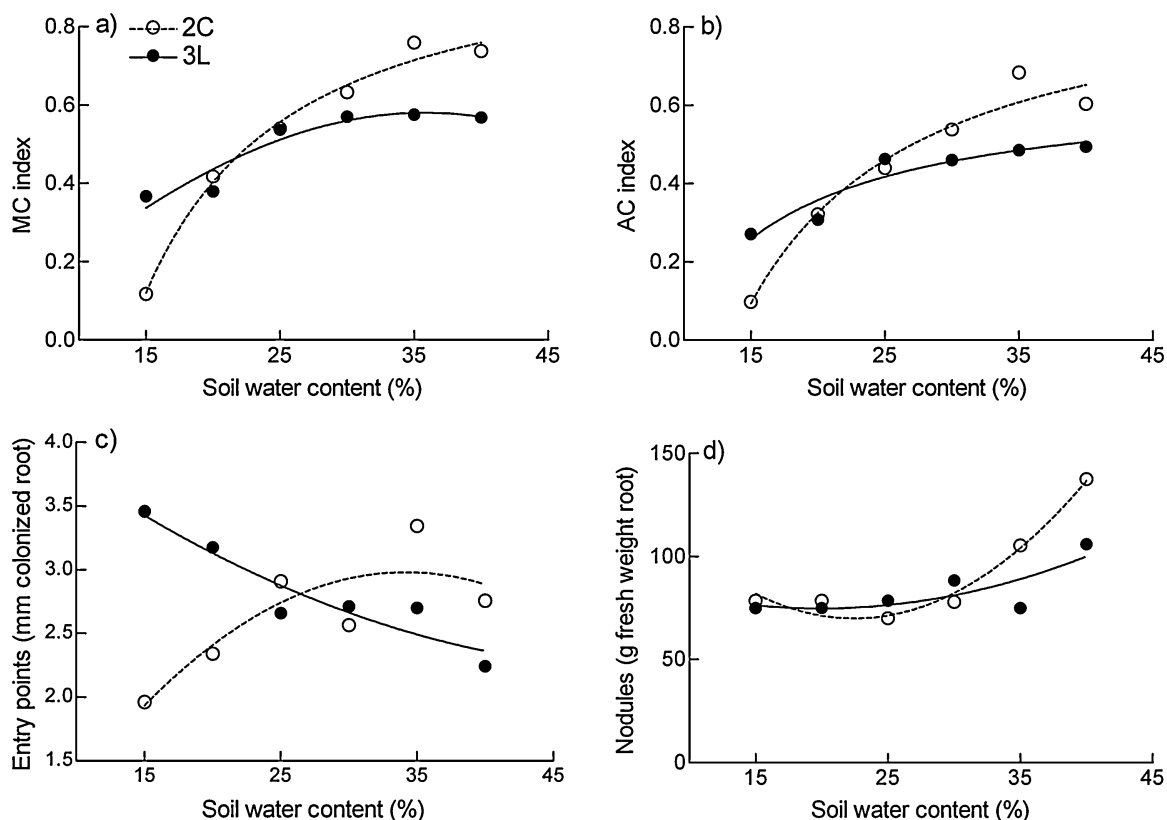 a)
2C
3L
MC index
0.8
0.6
0.4
0.2
0.0
15
25
35
45
Soil water content (%)
b)
AC index
0.8
0.6
0.4
0.2
0.0
15
25
35
45
Soil water content (%)
c)
Entry points (mm colonized root)
4.0
3.5
3.0
2.5
2.0
1.5
15
25
35
45
Soil water content (%)
d)
Nodules (g fresh weight root)
150
100
50
0
15
25
35
45
Soil water content (%)